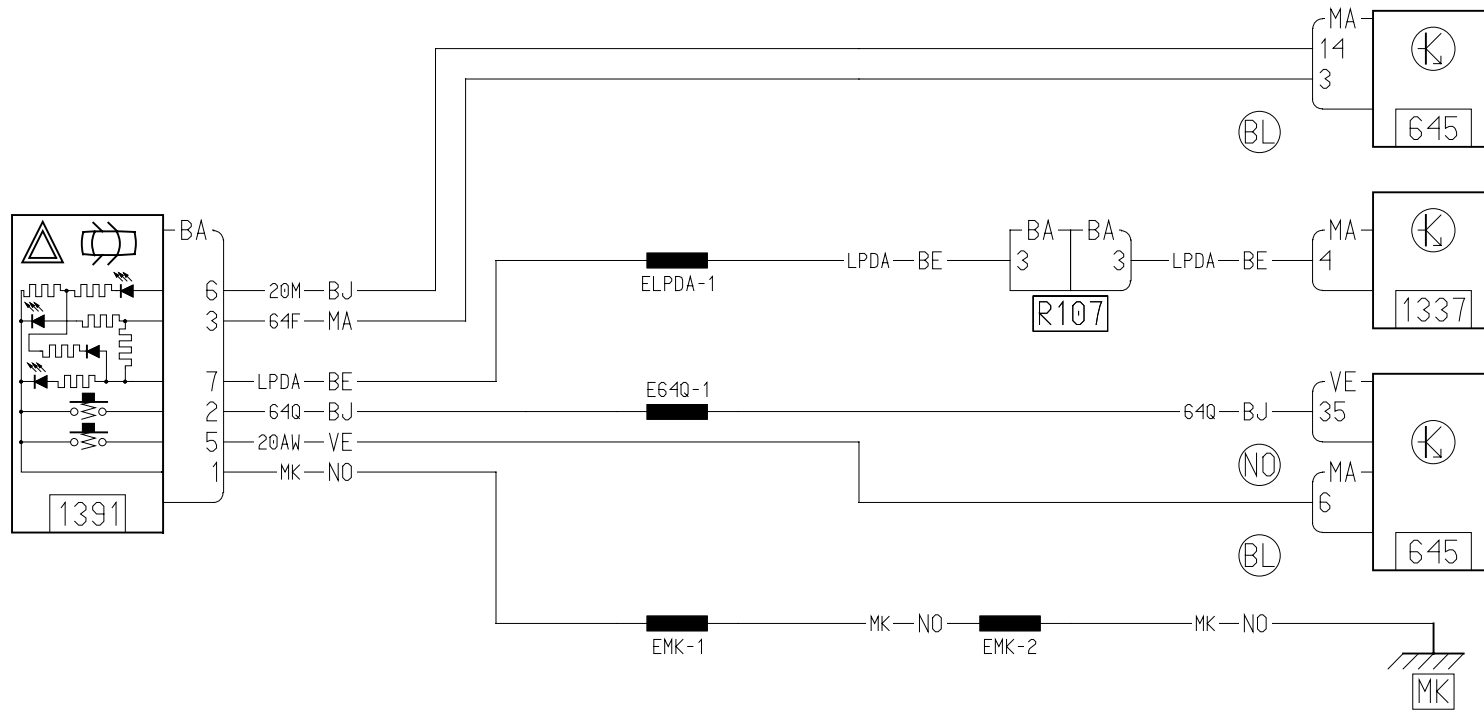 MA
14
3
645
BL
BA
6 20M BJ
3 64F MA
7 LPDA BE
2 64Q BJ
5 20AW VE
1 MK NO
1391
ELPDA-1
LPDA BE
BA BA
3 3
R107
LPDA BE
MA
4
1337
E64Q-1
64Q BJ
VE
35
NO
MA
6
BL
645
EMK-1
MK NO
EMK-2
MK NO
MK